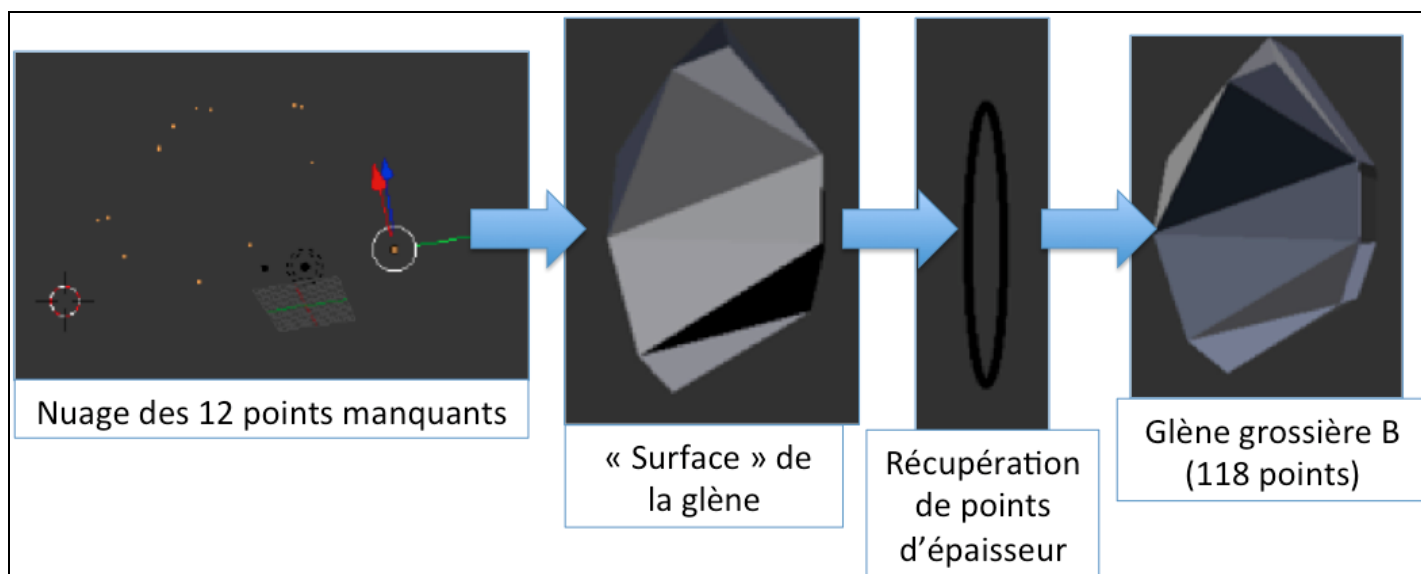 Nuage des 12 points manquants
« Surface » de
la glène
Récupération
de points
d’épaisseur
Glène grossière B
(118 points)